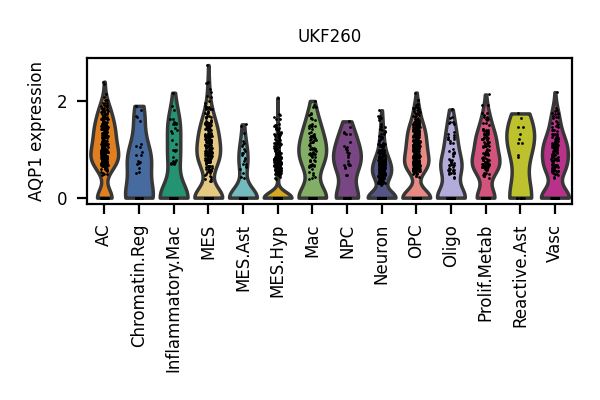 UKF260
AQP1 expression
2
0
AC
Chromatin.Reg
Inflammatory.Mac
MES
MES.Ast
MES.Hyp
Mac
NPC
Neuron
OPC
Oligo
Prolif.Metab
Reactive.Ast
Vasc